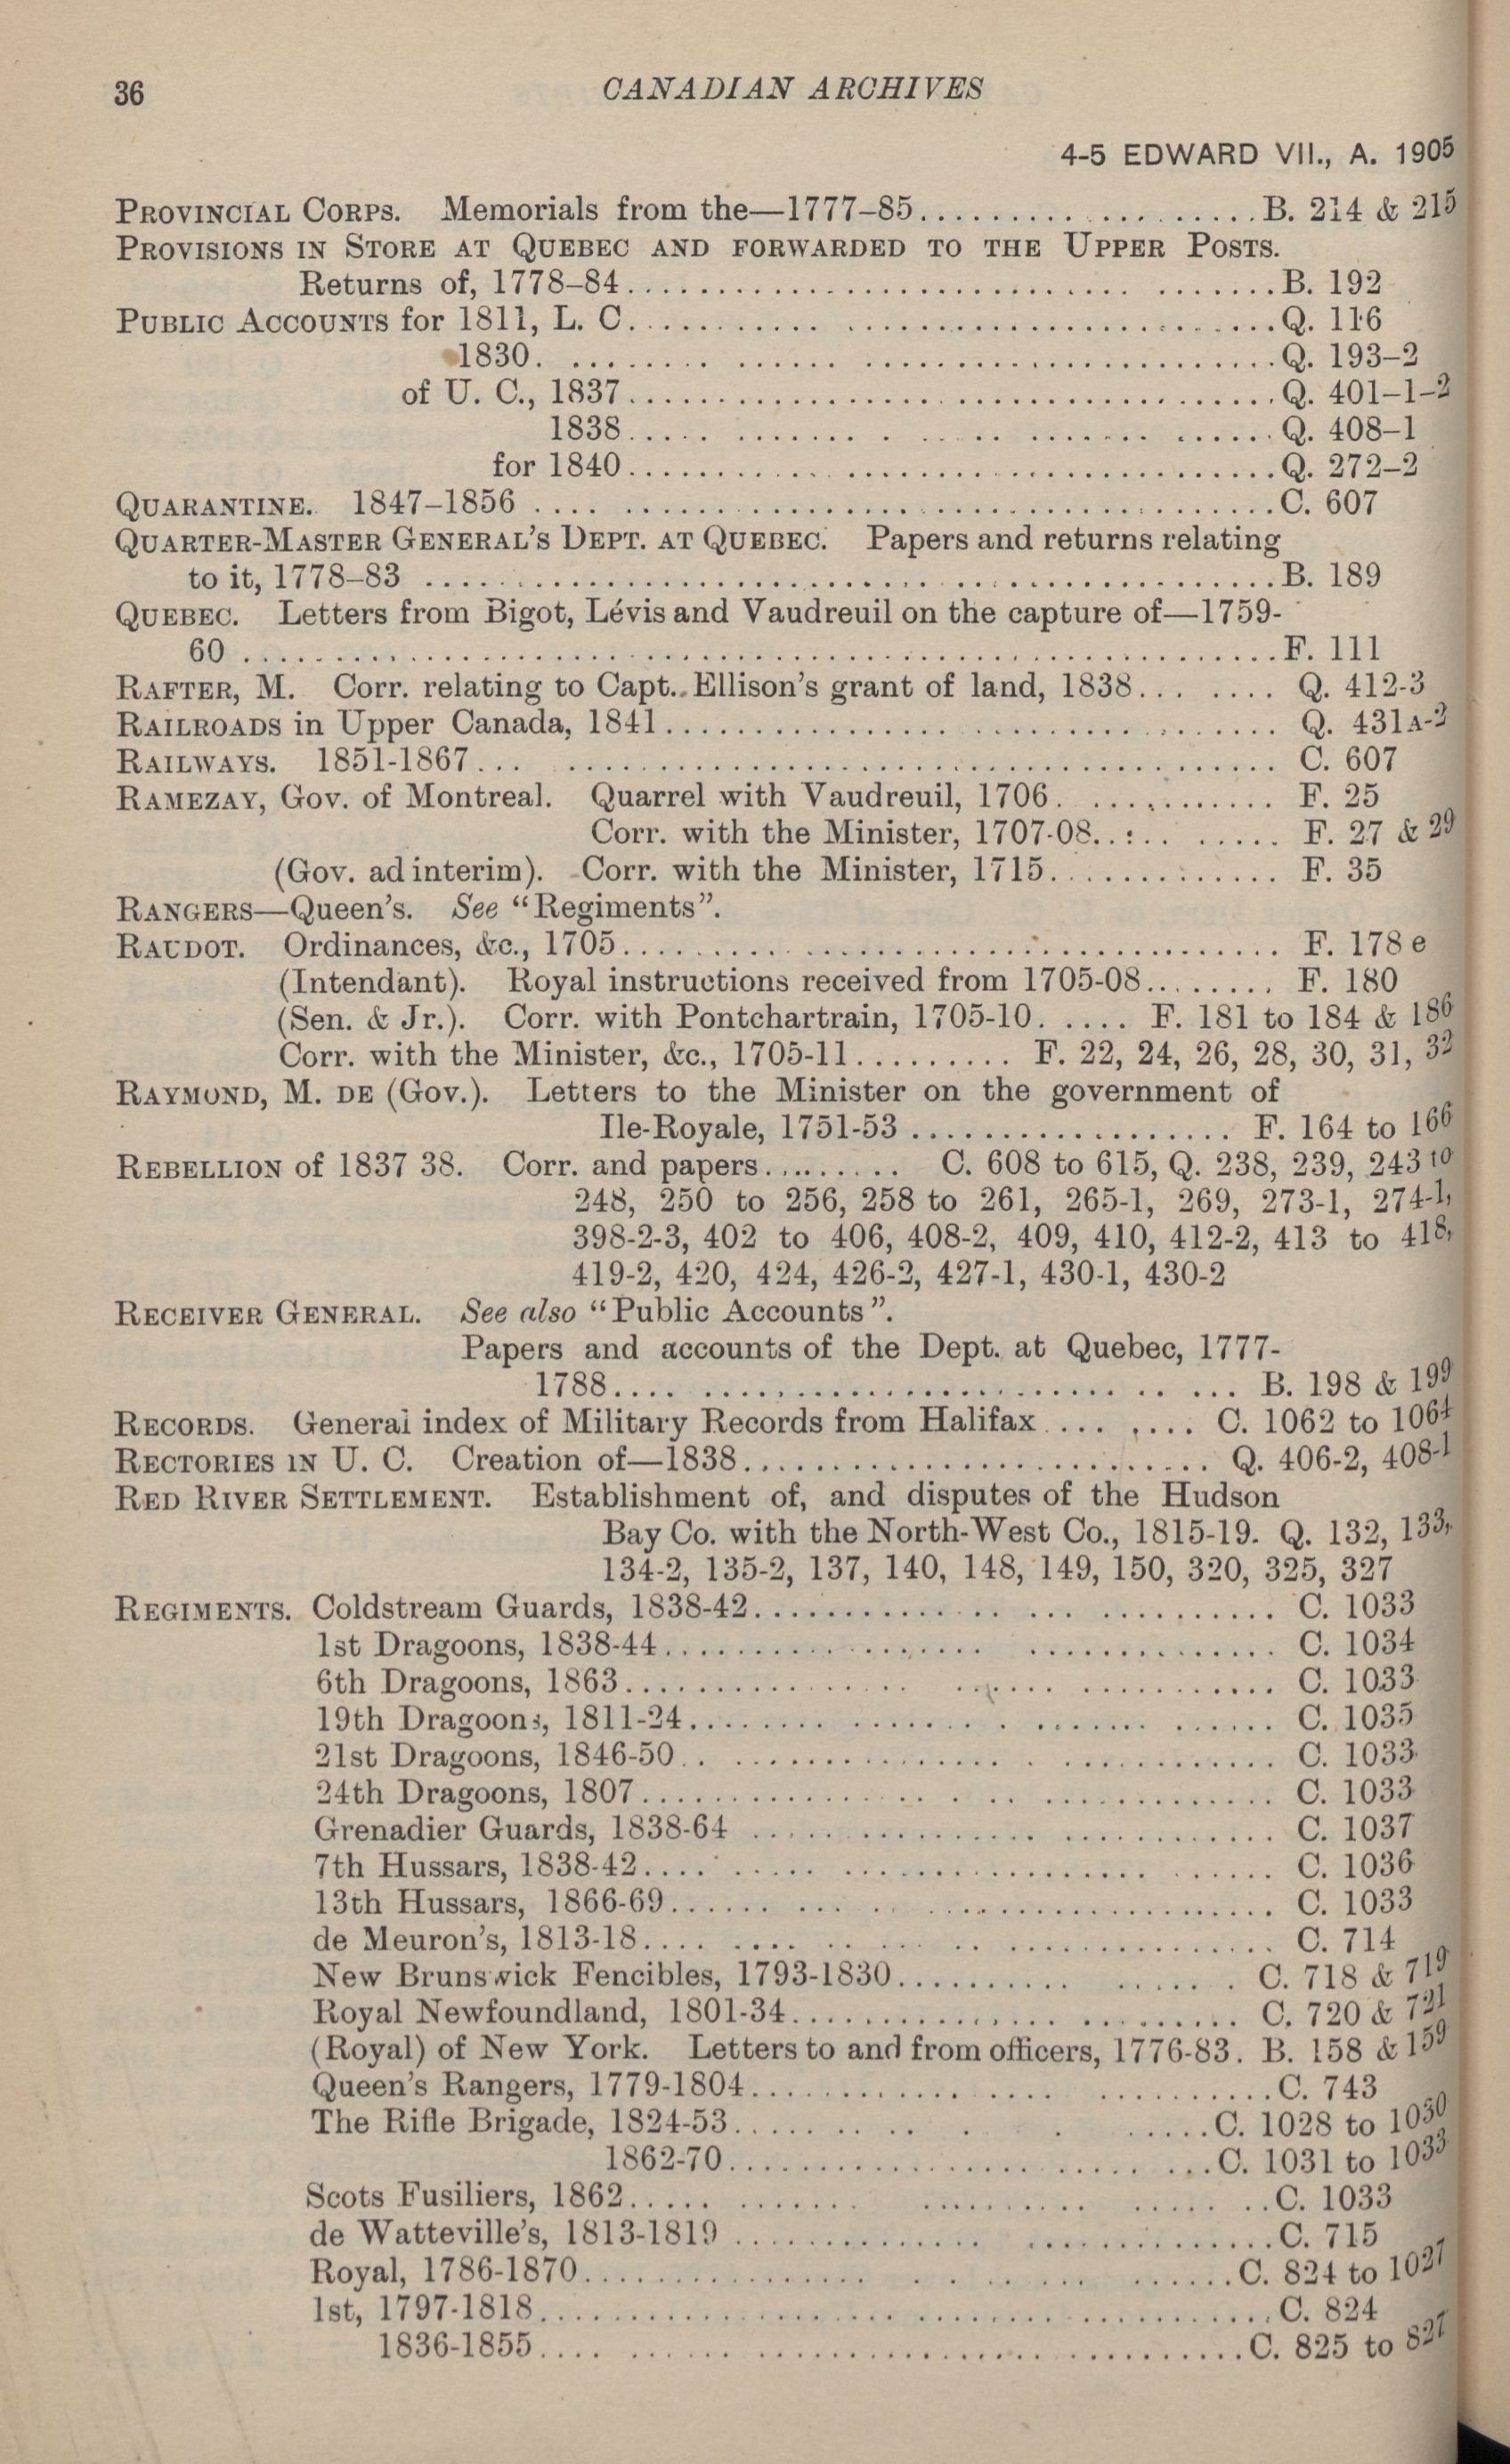 36 CANADIAN ARCHIVES
4-5 EDWARD VII., A. 1905
PROVINCIAL CORPS. Memorials from the—1777–85.................... B. 214 & 215
PROVISIONS IN STORE AT QUEBEC AND FORWARDED TO THE UPPER POSTS.
Returns of, 1778–84.................... B. 192
PUBLIC ACCOUNTS for 1811, L. C.................... Q. 116
1830.................... Q. 193–2
of U. C., 1837.................... Q. 401–1–2
1838.................... Q. 408–1
for 1840.................... Q. 272–2
QUARANTINE. 1847–1856.................... C. 607
QUARTER-MASTER GENERAL'S DEPT. AT QUEBEC. Papers and returns relating
to it, 1778–83.................... B. 189
QUEBEC. Letters from Bigot, Lévis and Vaudreuil on the capture of—1759-
60.................... F. 111
RAFTER, M. Corr. relating to Capt. Ellison's grant of land, 1838........ Q. 412-3
RAILROADS in Upper Canada, 1841.................... Q. 431A-2
RAILWAYS. 1851-1867.................... C. 607
RAMEZAY, Gov. of Montreal. Quarrel with Vaudreuil, 1706............ F. 25
Corr. with the Minister, 1707-08.......... F. 27 & 29
(Gov. ad interim). Corr. with the Minister, 1715............. F. 35
RANGERS—Queen's. See "Regiments".
RAUDOT. Ordinances, &c., 1705.................... F. 178 e
(Intendant). Royal instructions received from 1705-08........ F. 180
(Sen. & Jr.). Corr. with Pontchartrain, 1705-10...... F. 181 to 184 & 186
Corr. with the Minister, &c., 1705-11.......... F. 22, 24, 26, 28, 30, 31, 32
RAYMOND, M. DE (Gov.). Letters to the Minister on the government of
Ile-Royale, 1751-53.................. F. 164 to 166
REBELLION of 1837 38. Corr. and papers.......... C. 608 to 615, Q. 238, 239, 243 to
248, 250 to 256, 258 to 261, 265-1, 269, 273-1, 274-1,
398-2-3, 402 to 406, 408-2, 409, 410, 412-2, 413 to 418,
419-2, 420, 424, 426-2, 427-1, 430-1, 430-2
RECEIVER GENERAL. See also "Public Accounts".
Papers and accounts of the Dept. at Quebec, 1777-
1788.................... B. 198 & 199
RECORDS. General index of Military Records from Halifax........ C. 1062 to 1064
RECTORIES IN U. C. Creation of—1838.................... Q. 406-2, 408-1
RED RIVER SETTLEMENT. Establishment of, and disputes of the Hudson
Bay Co. with the North-West Co., 1815-19. Q. 132, 133,
134-2, 135-2, 137, 140, 148, 149, 150, 320, 325, 327
REGIMENTS. Coldstream Guards, 1838-42.................... C. 1033
1st Dragoons, 1838-44.................... C. 1034
6th Dragoons, 1863.................... C. 1033
19th Dragoons, 1811-24.................... C. 1035
21st Dragoons, 1846-50.................... C. 1033
24th Dragoons, 1807.................... C. 1033
Grenadier Guards, 1838-64.................... C. 1037
7th Hussars, 1838-42.................... C. 1036
13th Hussars, 1866-69.................... C. 1033
de Meuron's, 1813-18.................... C. 714
New Brunswick Fencibles, 1793-1830.................... C. 718 & 719
Royal Newfoundland, 1801-34.................... C. 720 & 721
(Royal) of New York. Letters to and from officers, 1776-83. B. 158 & 159
Queen's Rangers, 1779-1804.................... C. 743
The Rifle Brigade, 1824-53.................... C. 1028 to 1030
1862-70.................... C. 1031 to 1033
Scots Fusiliers, 1862.................... C. 1033
de Watteville's, 1813-1819.................... C. 715
Royal, 1786-1870.................... C. 824 to 1027
1st, 1797-1818.................... C. 824
1836-1855.................... C. 825 to 827